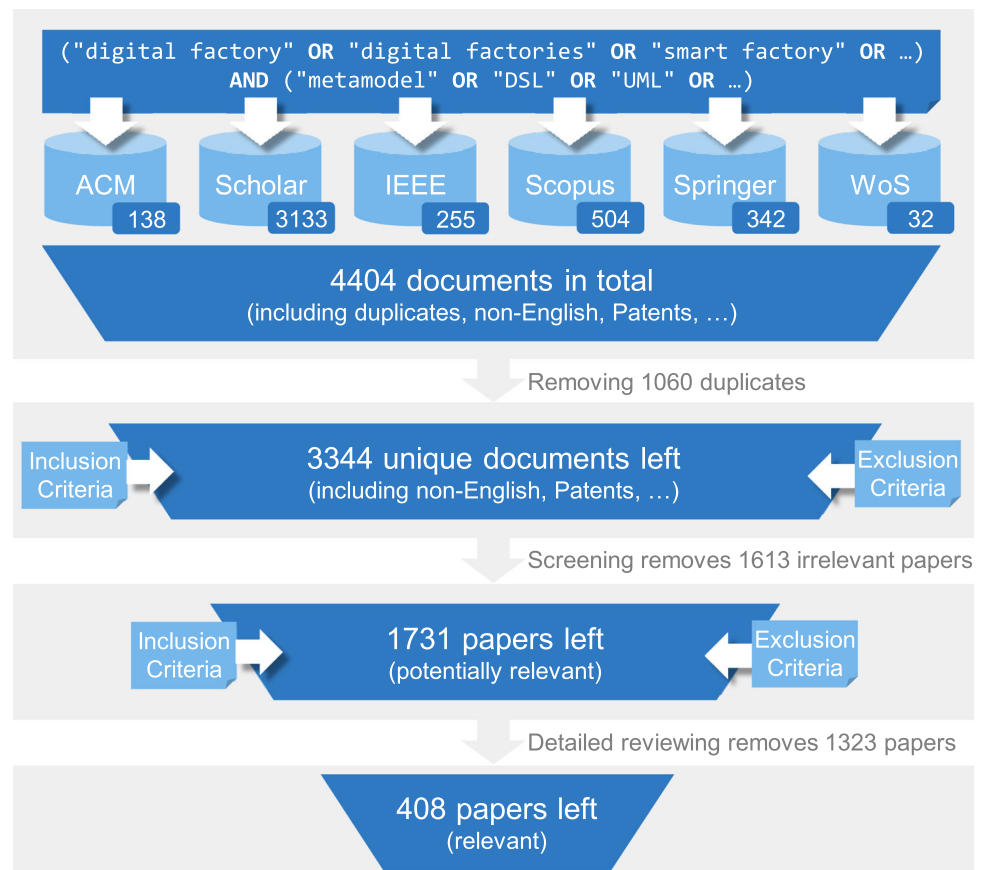 ("digital factory" OR "digital factories" OR "smart factory" OR …)
AND ("metamodel" OR "DSL" OR "UML" OR …)
ACM
138
Scholar
3133
IEEE
255
Scopus
504
Springer
342
WoS
32
4404 documents in total
(including duplicates, non-English, Patents, …)
Removing 1060 duplicates
Inclusion
Criteria
3344 unique documents left
(including non-English, Patents, …)
Exclusion
Criteria
Screening removes 1613 irrelevant papers
Inclusion
Criteria
1731 papers left
(potentially relevant)
Exclusion
Criteria
Detailed reviewing removes 1323 papers
408 papers left
(relevant)